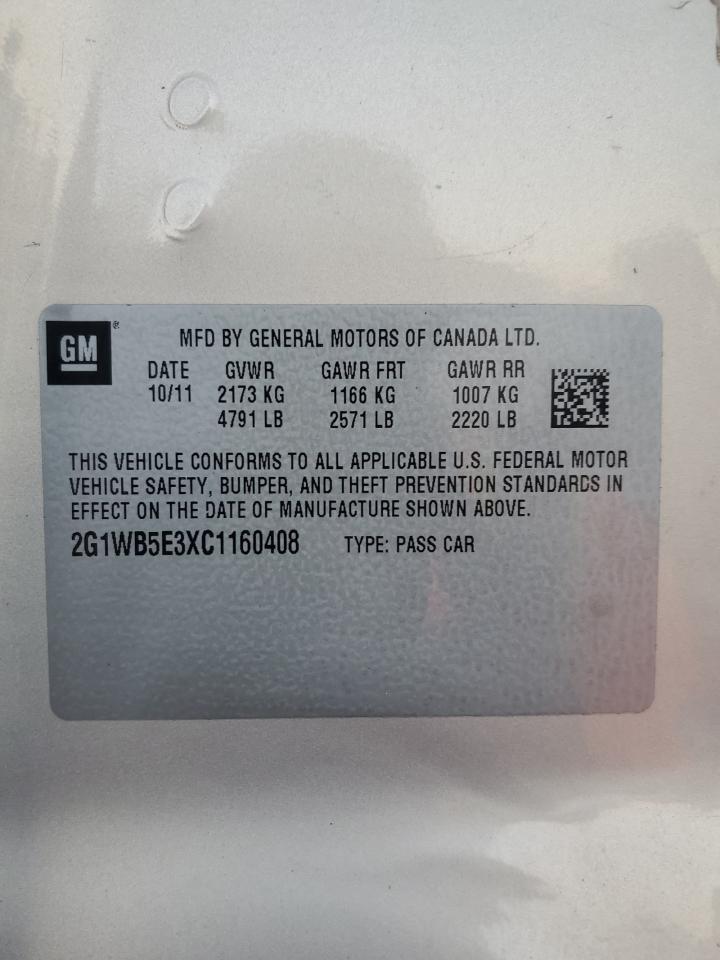 GM ®
MFD BY GENERAL MOTORS OF CANADA LTD.
DATE GVWR GAWR FRT GAWR RR
10/11 2173 KG 1166 KG 1007 KG
4791 LB 2571 LB 2220 LB
THIS VEHICLE CONFORMS TO ALL APPLICABLE U.S. FEDERAL MOTOR
VEHICLE SAFETY, BUMPER, AND THEFT PREVENTION STANDARDS IN
EFFECT ON THE DATE OF MANUFACTURE SHOWN ABOVE.
2G1WB5E3XC1160408 TYPE: PASS CAR